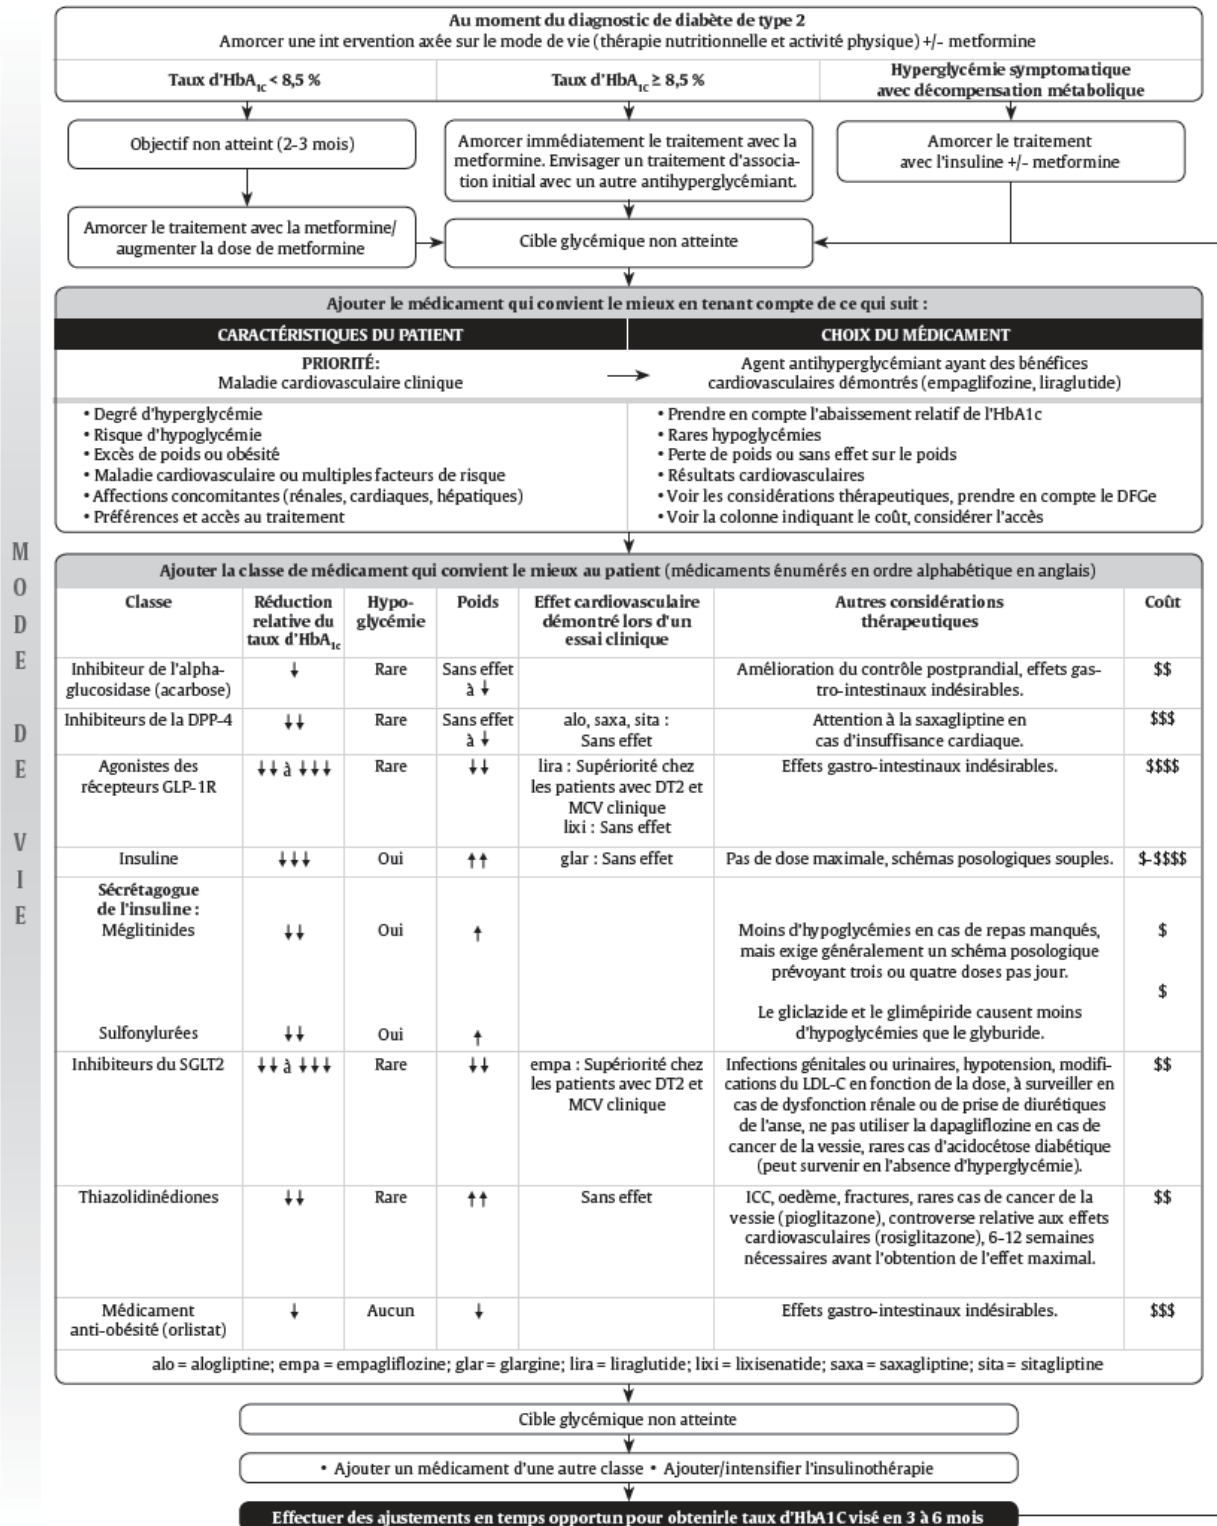 Au moment du diagnostic de diabète de type 2
Amorcer une int ervention axée sur le mode de vie (thérapie nutritionnelle et activité physique) +/- metformine
Taux d'HbA1c < 8,5 %
Taux d'HbA1c ≥ 8,5 %
Hyperglycémie symptomatique
avec décompensation métabolique
Objectif non atteint (2-3 mois)
Amorcer immédiatement le traitement avec la
metformine. Envisager un traitement d'associa-
tion initial avec un autre antihyperglycémiant.
Amorcer le traitement
avec l'insuline +/- metformine
Amorcer le traitement avec la metformine/
augmenter la dose de metformine
Cible glycémique non atteinte
Ajouter le médicament qui convient le mieux en tenant compte de ce qui suit :
CARACTÉRISTIQUES DU PATIENT
CHOIX DU MÉDICAMENT
PRIORITÉ:
Maladie cardiovasculaire clinique
Agent antihyperglycémiant ayant des bénéfices
cardiovasculaires démontrés (empaglifozine, liraglutide)
• Degré d'hyperglycémie
• Risque d'hypoglycémie
• Excès de poids ou obésité
• Maladie cardiovasculaire ou multiples facteurs de risque
• Affections concomitantes (rénales, cardiaques, hépatiques)
• Préférences et accès au traitement
• Prendre en compte l'abaissement relatif de l'HbA1c
• Rares hypoglycémies
• Perte de poids ou sans effet sur le poids
• Résultats cardiovasculaires
• Voir les considérations thérapeutiques, prendre en compte le DFGe
• Voir la colonne indiquant le coût, considérer l'accès
MODE DE VIE
Ajouter la classe de médicament qui convient le mieux au patient (médicaments énumérés en ordre alphabétique en anglais)
Classe
Réduction
relative du
taux d'HbA1c
Hypo-
glycémie
Poids
Effet cardiovasculaire
démontré lors d'un
essai clinique
Autres considérations
thérapeutiques
Coût
Inhibiteur de l'alpha-
glucosidase (acarbose)
↓
Rare
Sans effet
à ↓
Amélioration du contrôle postprandial, effets gas-
tro-intestinaux indésirables.
$$
Inhibiteurs de la DPP-4
↓↓
Rare
Sans effet
à ↓
alo, saxa, sita :
Sans effet
Attention à la saxagliptine en
cas d'insuffisance cardiaque.
$$$
Agonistes des
récepteurs GLP-1R
↓↓ à ↓↓↓
Rare
↓↓
lira : Supériorité chez
les patients avec DT2 et
MCV clinique
lixi : Sans effet
Effets gastro-intestinaux indésirables.
$$$$
Insuline
↓↓↓
Oui
↑↑
glar : Sans effet
Pas de dose maximale, schémas posologiques souples.
$-$$$$
Sécrétagogue
de l'insuline :
Méglitinides
↓↓
Oui
↑
Moins d'hypoglycémies en cas de repas manqués,
mais exige généralement un schéma posologique
prévoyant trois ou quatre doses pas jour.
$
Sulfonylurées
↓↓
Oui
↑
Le gliclazide et le glimépiride causent moins
d'hypoglycémies que le glyburide.
$
Inhibiteurs du SGLT2
↓↓ à ↓↓↓
Rare
↓↓
empa : Supériorité chez
les patients avec DT2 et
MCV clinique
Infections génitales ou urinaires, hypotension, modifi-
cations du LDL-C en fonction de la dose, à surveiller en
cas de dysfonction rénale ou de prise de diurétiques
de l'anse, ne pas utiliser la dapagliflozine en cas de
cancer de la vessie, rares cas d'acidocétose diabétique
(peut survenir en l'absence d'hyperglycémie).
$$
Thiazolidinédiones
↓↓
Rare
↑↑
Sans effet
ICC, oedème, fractures, rares cas de cancer de la
vessie (pioglitazone), controverse relative aux effets
cardiovasculaires (rosiglitazone), 6-12 semaines
nécessaires avant l'obtention de l'effet maximal.
$$
Médicament
anti-obésité (orlistat)
↓
Aucun
↓
Effets gastro-intestinaux indésirables.
$$$
alo = alogliptine; empa = empagliflozine; glar = glargine; lira = liraglutide; lixi = lixisenatide; saxa = saxagliptine; sita = sitagliptine
Cible glycémique non atteinte
• Ajouter un médicament d'une autre classe • Ajouter/intensifier l'insulinothérapie
Effectuer des ajustements en temps opportun pour obtenirle taux d'HbA1C visé en 3 à 6 mois